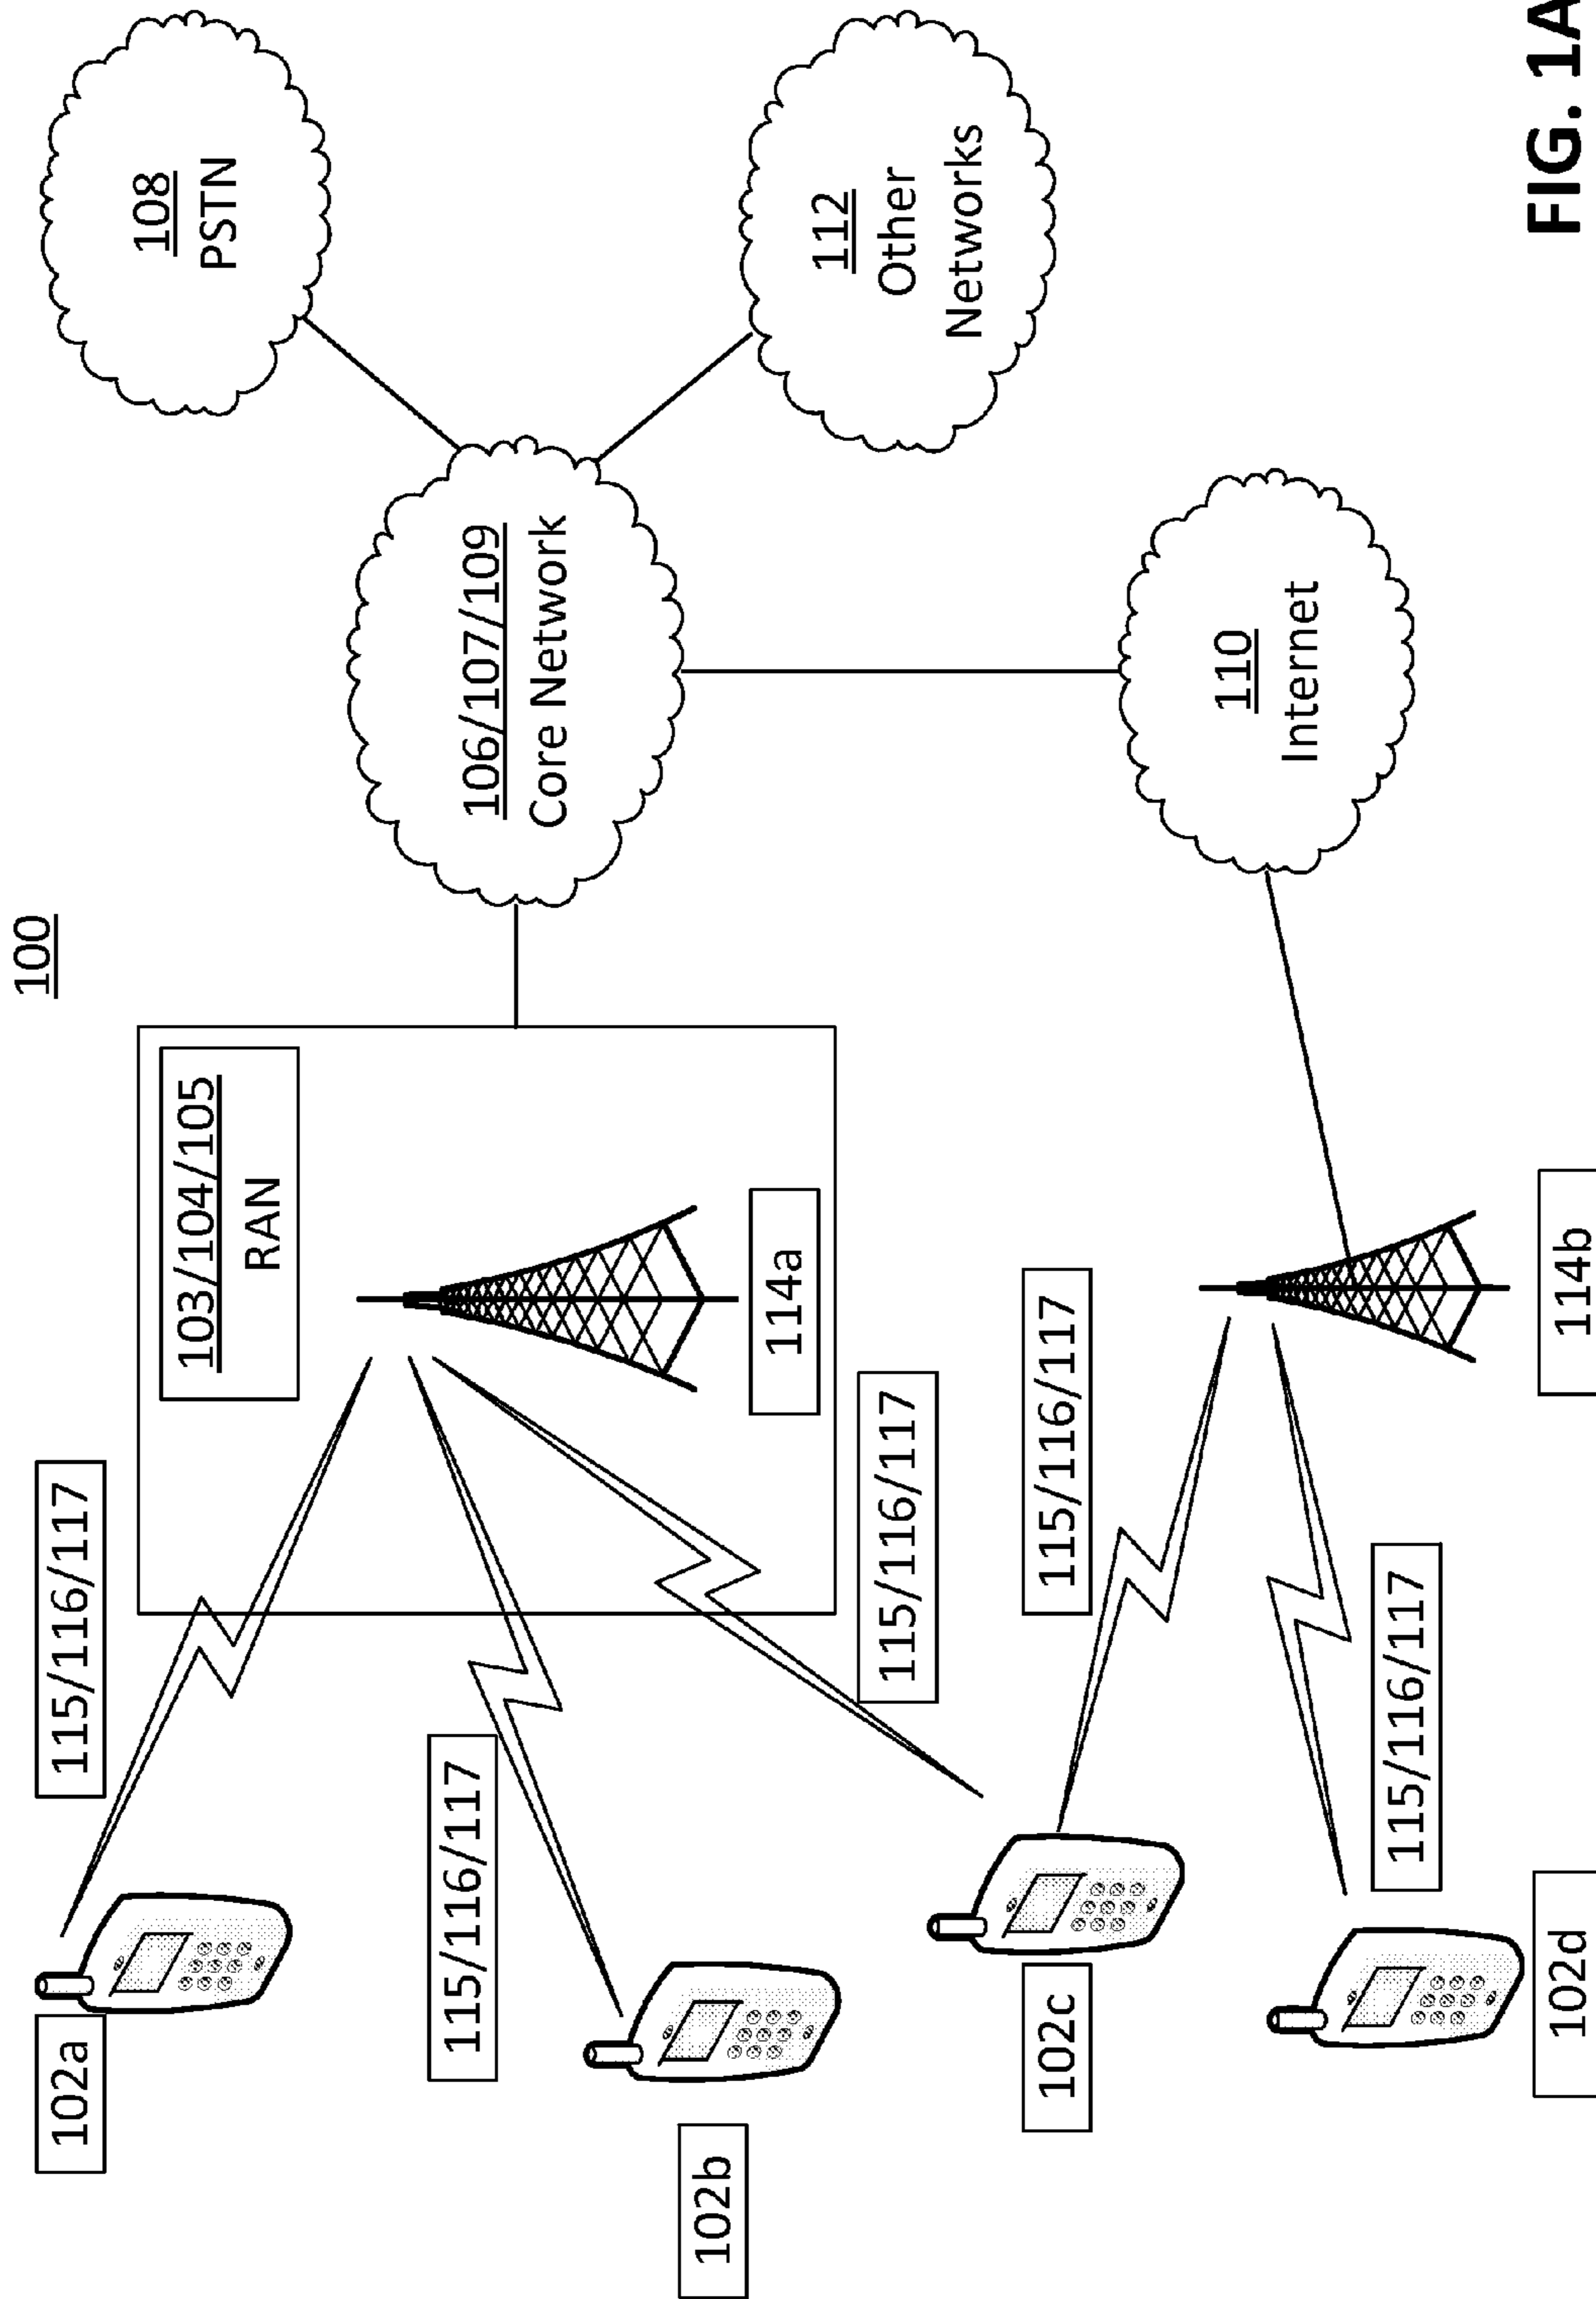 100
102a
115/116/117
103/104/105
RAN
108
PSTN
106/107/109
Core Network
114a
115/116/117
102b
115/116/117
112
Other
Networks
102c
115/116/117
110
Internet
115/116/117
102d
114b
FIG. 1A